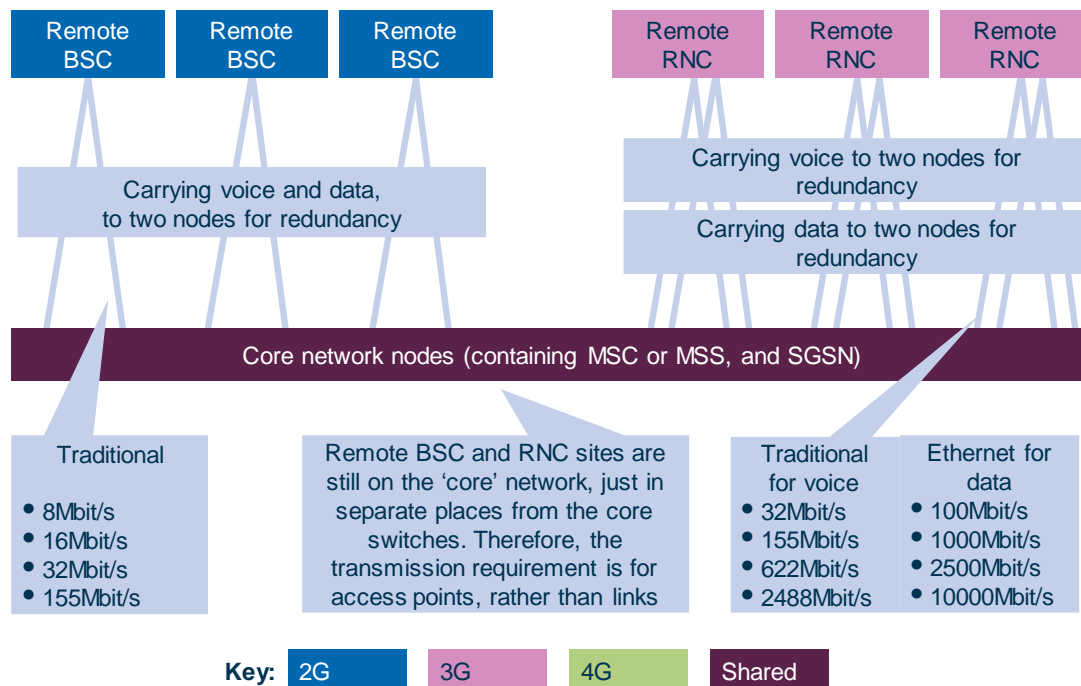 Remote
BSC
Remote
BSC
Remote
BSC
Remote
RNC
Remote
RNC
Remote
RNC
Carrying voice and data,
to two nodes for redundancy
Carrying voice to two nodes for
redundancy
Carrying data to two nodes for
redundancy
Core network nodes (containing MSC or MSS, and SGSN)
Traditional
• 8Mbit/s
• 16Mbit/s
• 32Mbit/s
• 155Mbit/s
Remote BSC and RNC sites are
still on the ‘core’ network, just in
separate places from the core
switches. Therefore, the
transmission requirement is for
access points, rather than links
Traditional
for voice
• 32Mbit/s
• 155Mbit/s
• 622Mbit/s
• 2488Mbit/s
Ethernet for
data
• 100Mbit/s
• 1000Mbit/s
• 2500Mbit/s
• 10000Mbit/s
Key: 2G 3G 4G Shared